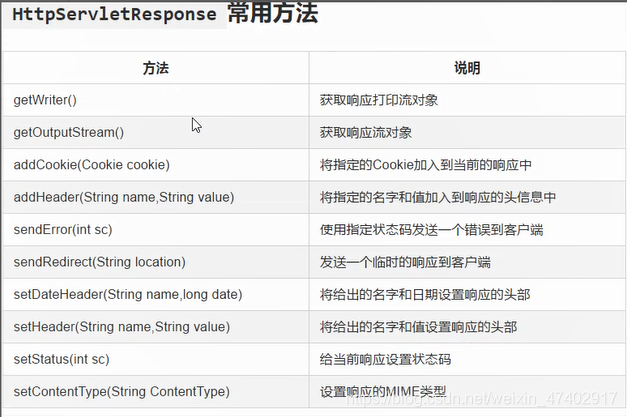 HttpServletResponse 常用方法
方法 说明
getWriter() 获取响应打印流对象
getOutputStream() 获取响应流对象
addCookie(Cookie cookie) 将指定的Cookie加入到当前的响应中
addHeader(String name,String value) 将指定的名字和值加入到响应的头信息中
sendError(int sc) 使用指定状态码发送一个错误到客户端
sendRedirect(String location) 发送一个临时的响应到客户端
setDateHeader(String name,long date) 将给出的名字和日期设置响应的头部
setHeader(String name,String value) 将给出的名字和值设置响应的头部
setStatus(int sc) 给当前响应设置状态码
setContentType(String ContentType) 设置响应的MIME类型
https://blog.csdn.net/weixin_47402917